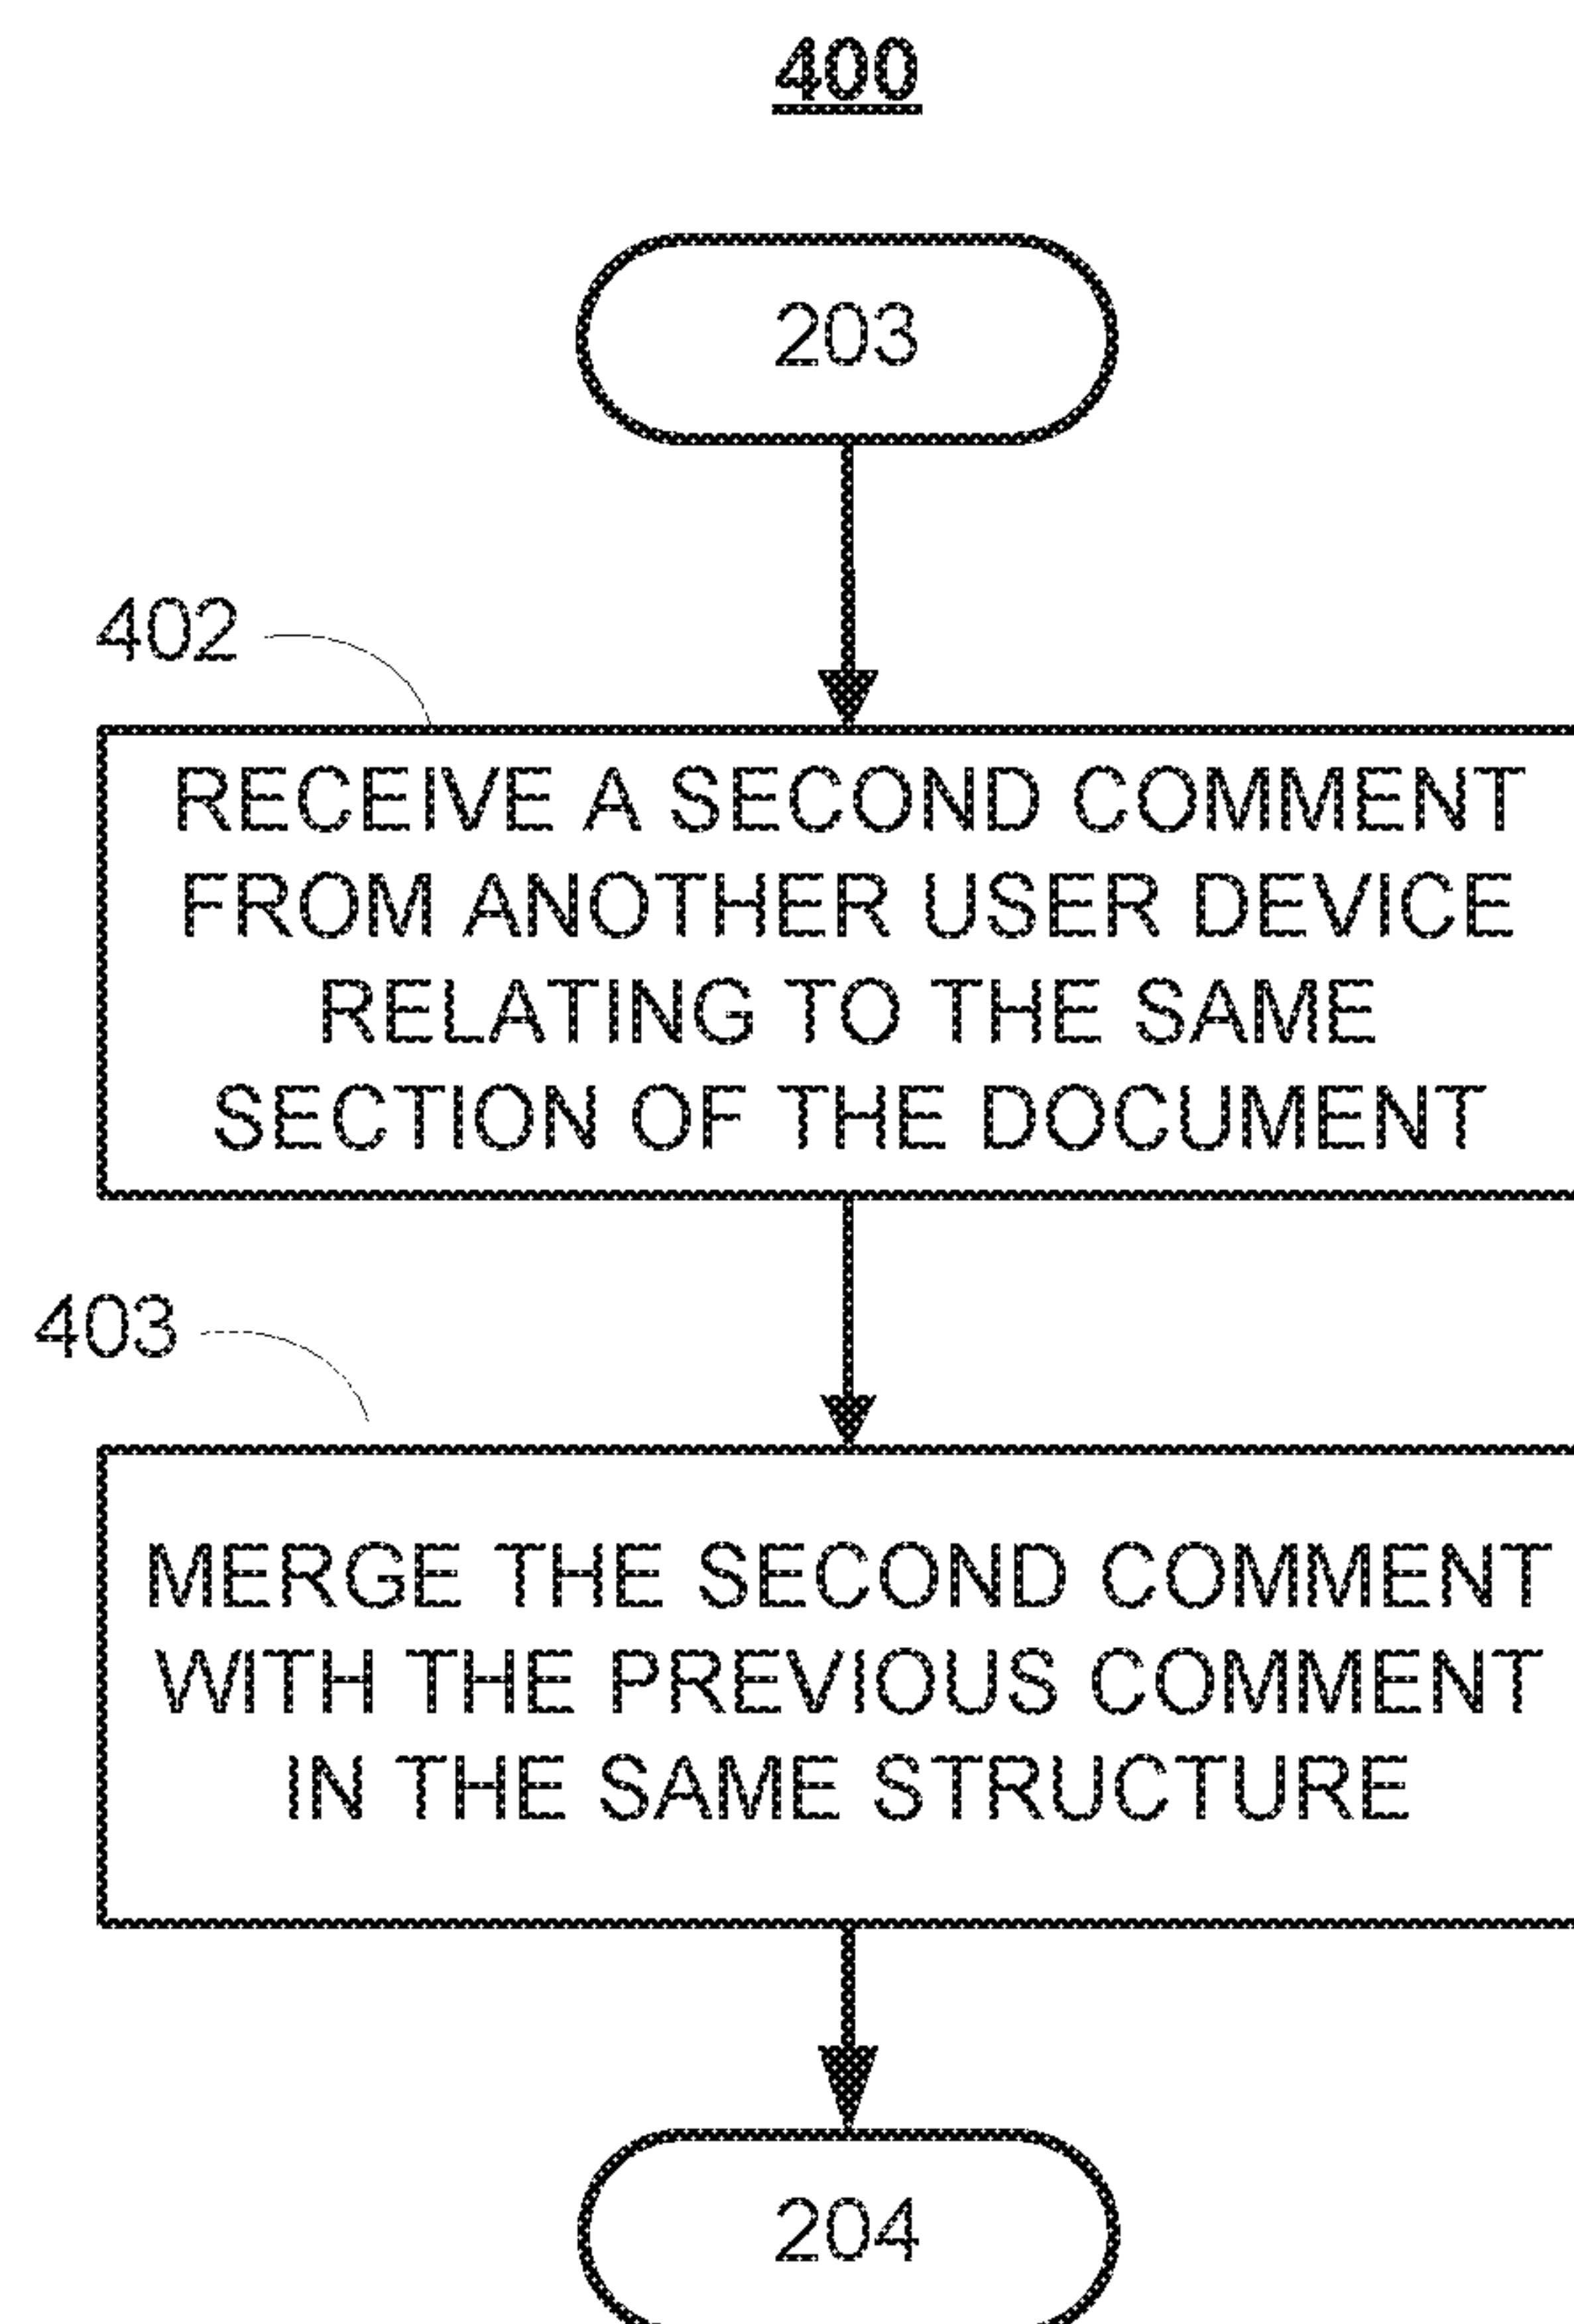 400
203
402
RECEIVE A SECOND COMMENT
FROM ANOTHER USER DEVICE
RELATING TO THE SAME
SECTION OF THE DOCUMENT
403
MERGE THE SECOND COMMENT
WITH THE PREVIOUS COMMENT
IN THE SAME STRUCTURE
204